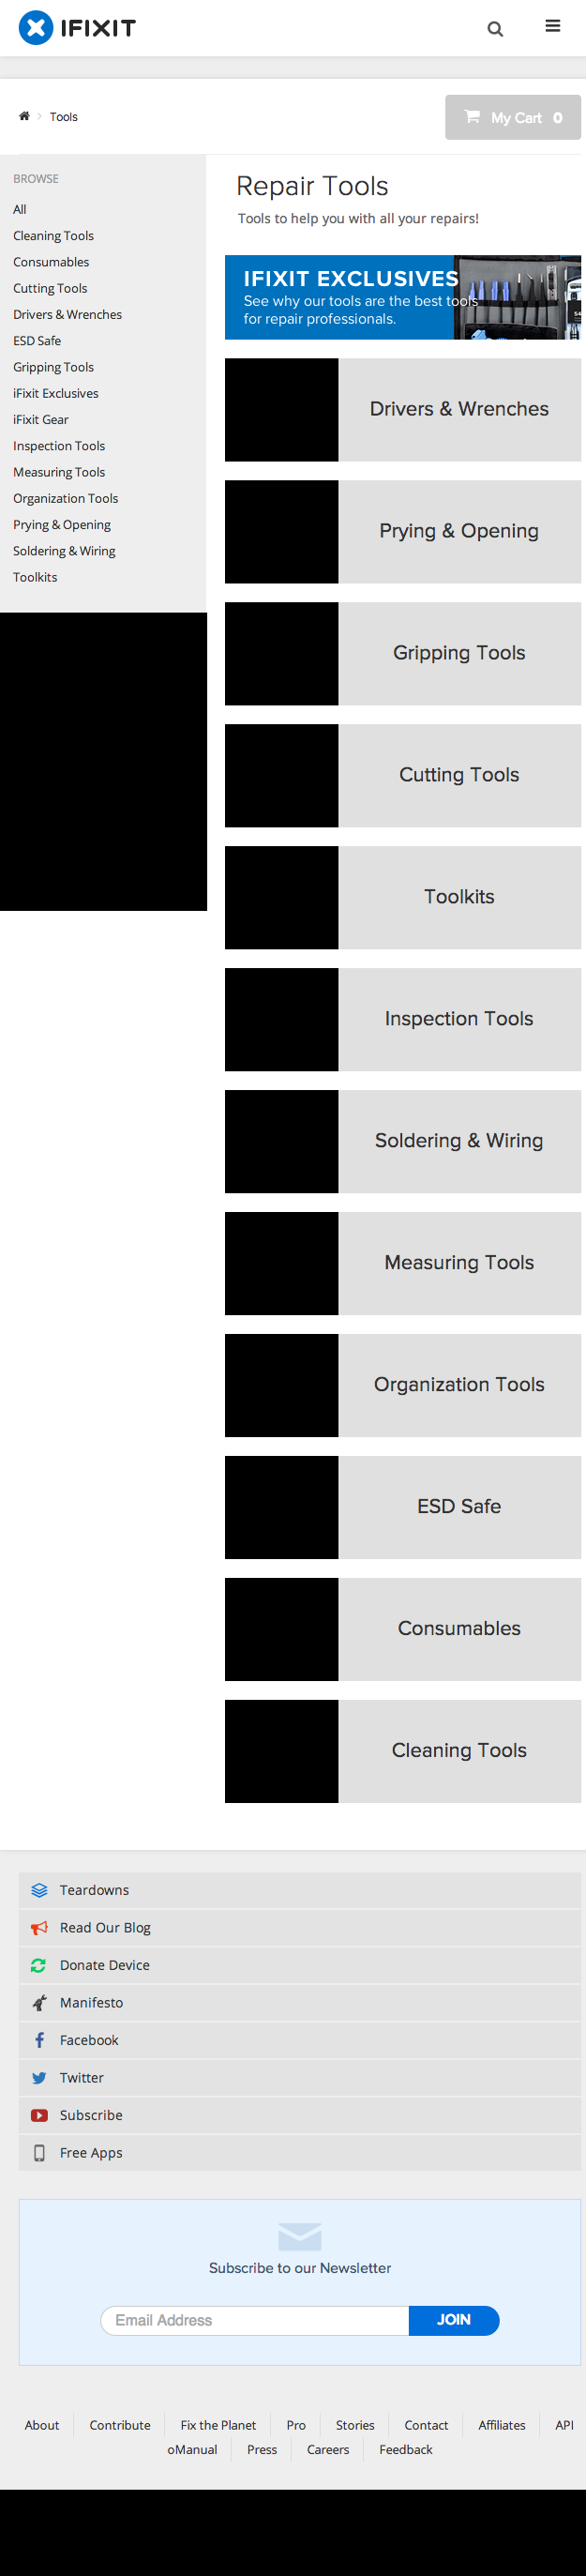 IFIXIT
Tools
My Cart 0
BROWSE
All
Cleaning Tools
Consumables
Cutting Tools
Drivers & Wrenches
ESD Safe
Gripping Tools
iFixit Exclusives
iFixit Gear
Inspection Tools
Measuring Tools
Organization Tools
Prying & Opening
Soldering & Wiring
Toolkits
Repair Tools
Tools to help you with all your repairs!
IFIXIT EXCLUSIVES
See why our tools are the best tools
for repair professionals.
54
Drivers & Wrenches
Prying & Opening
Gripping Tools
Cutting Tools
Toolkits
Inspection Tools
Soldering & Wiring
Measuring Tools
Organization Tools
ESD Safe
Consumables
Cleaning Tools
Teardowns
Read Our Blog
Donate Device
Manifesto
Facebook
Twitter
Subscribe
Free Apps
Subscribe to our Newsletter
Email Address
JOIN
About Contribute Fix the Planet Pro Stories Contact Affiliates API
oManual Press Careers Feedback